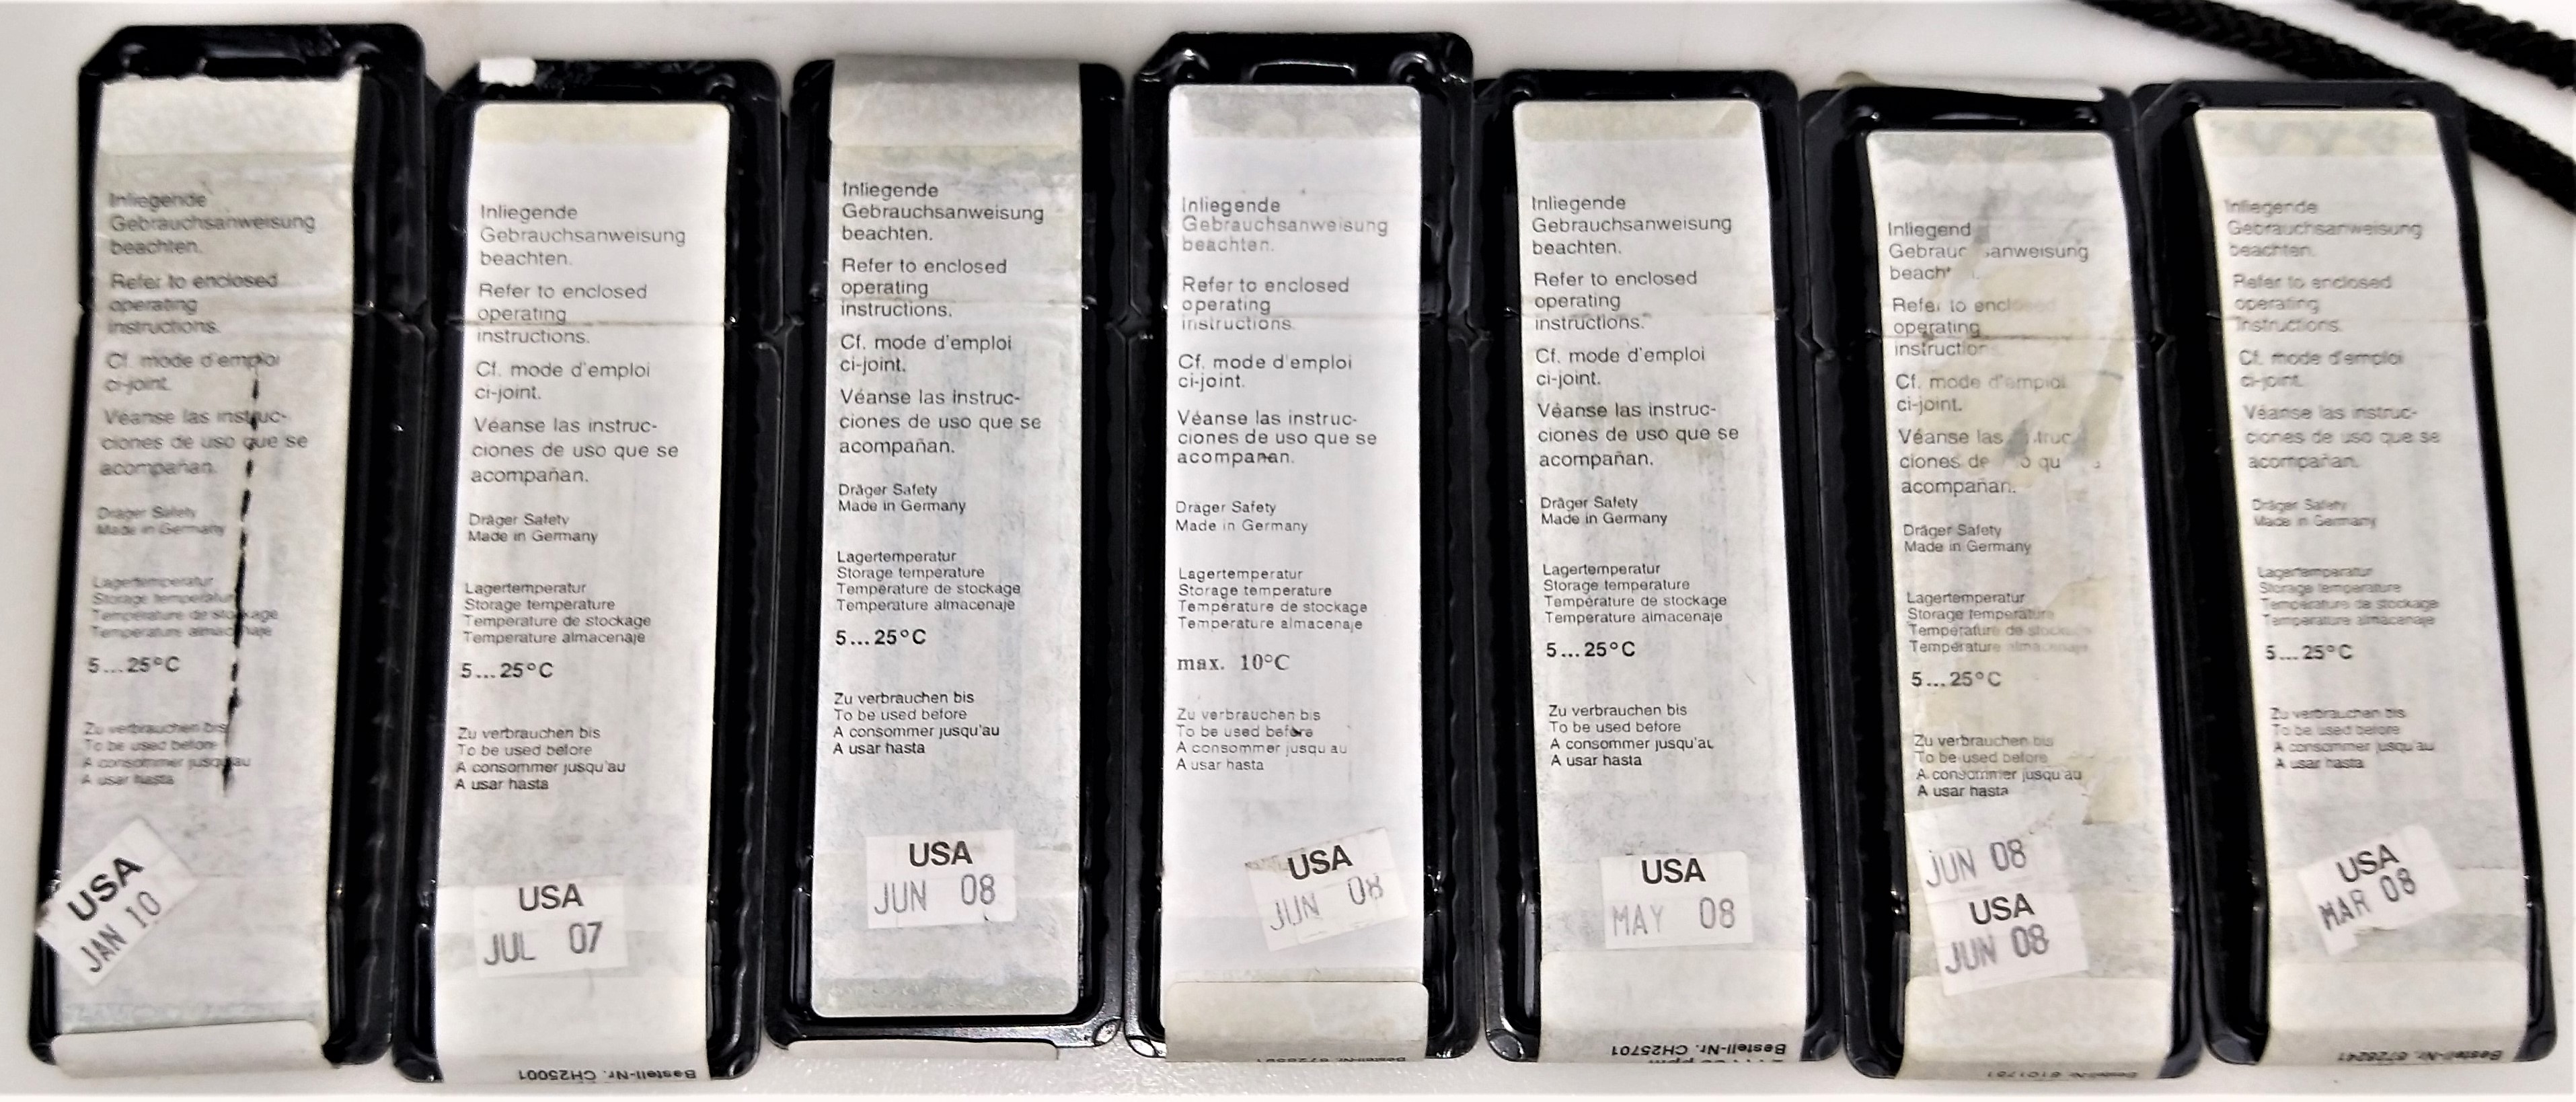 Inliegende
Gebrauchsanweisung
beachten.
Refer to enclosed
operating
instructions.
Cf. mode d'emploi
ci-joint.
Véanse las instruc-
ciones de uso que se
acompañan.
Dräger Safety
Made in Germany
Lagertemperatur
Storage temperature
Température de stockage
Temperature almacenaje
5...25°C
Zu verbrauchen bis
To be used before
A consommer jusqu'au
A usar hasta
USA
JAN 10
Inliegende
Gebrauchsanweisung
beachten.
Refer to enclosed
operating
instructions.
Cf. mode d'emploi
ci-joint.
Véanse las instruc-
ciones de uso que se
acompañan.
Dräger Safety
Made in Germany
Lagertemperatur
Storage temperature
Température de stockage
Temperature almacenaje
5...25°C
Zu verbrauchen bis
To be used before
A consommer jusqu'au
A usar hasta
USA
JUL 07
Bestell-Nr. CH25001
Inliegende
Gebrauchsanweisung
beachten.
Refer to enclosed
operating
instructions.
Cf. mode d'emploi
ci-joint.
Véanse las instruc-
ciones de uso que se
acompañan.
Dräger Safety
Made in Germany
Lagertemperatur
Storage temperature
Température de stockage
Température almacenaje
5...25°C
Zu verbrauchen bis
To be used before
A consommer jusqu'au
A usar hasta
USA
JUN 08
Inliegende
Gebrauchsanweisung
beachten.
Refer to enclosed
operating
instructions.
Cf. mode d'emploi
ci-joint.
Véanse las instruc-
ciones de uso que se
acompañan.
Dräger Safety
Made in Germany
Lagertemperatur
Storage temperature
Température de stockage
Temperature almacenaje
max. 10°C
Zu verbrauchen bis
To be used before
A consommer jusqu'au
A usar hasta
USA
JUN 08
Inliegende
Gebrauchsanweisung
beachten.
Refer to enclosed
operating
instructions.
Cf. mode d'emploi
ci-joint.
Véanse las instruc-
ciones de uso que se
acompañan.
Dräger Safety
Made in Germany
Lagertemperatur
Storage temperature
Température de stockage
Température almacenaje
5...25°C
Zu verbrauchen bis
To be used before
A consommer jusqu'au
A usar hasta
USA
MAY 08
Bestell-Nr. CH25701
Inliegend
Gebrauc anweisung
beach
Refer to enclosed
operating
instruction
Cf. mode d'emploi
ci-joint.
Véanse las truc
ciones de o qu
acompañan.
Dräger Safety
Made in Germany
Lagertemperatur
Storage temperature
Température de stockage
Température almacenaje
5...25°C
Zu verbrauchen bis
To be used before
A consommer jusqu'au
A usar hasta
JUN 08
USA
JUN 08
Inliegende
Gebrauchsanweisung
beachten.
Refer to enclosed
operating
instructions.
Cf. mode d'emploi
ci-joint.
Véanse las instruc-
ciones de uso que se
acompañan.
Dräger Safety
Made in Germany
Lagertemperatur
Storage temperature
Température de stockage
Température almacenaje
5...25°C
Zu verbrauchen bis
To be used before
A consommer jusqu'au
A usar hasta
USA
MAR 08
Bestell-Nr. 6728241